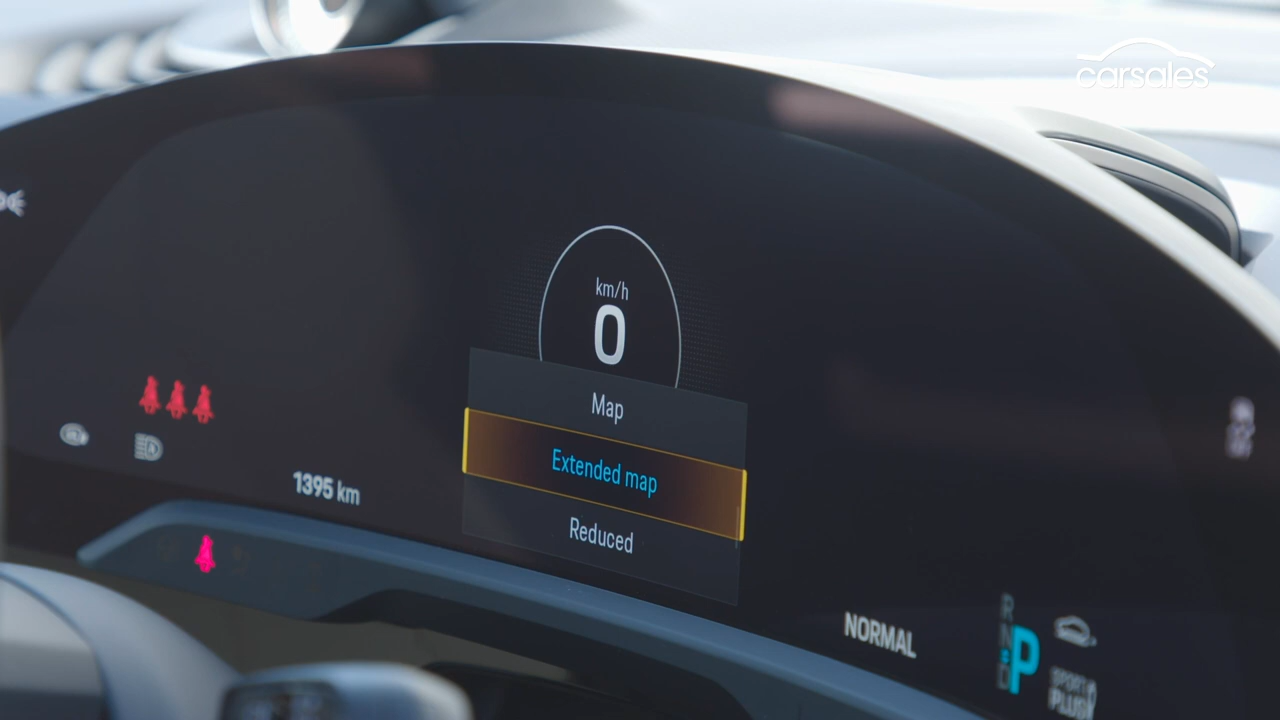 carsales
km/h
0
Map
Extended map
1395 km
Reduced
NORMAL
R
N
D
P
SPORT
PLUS